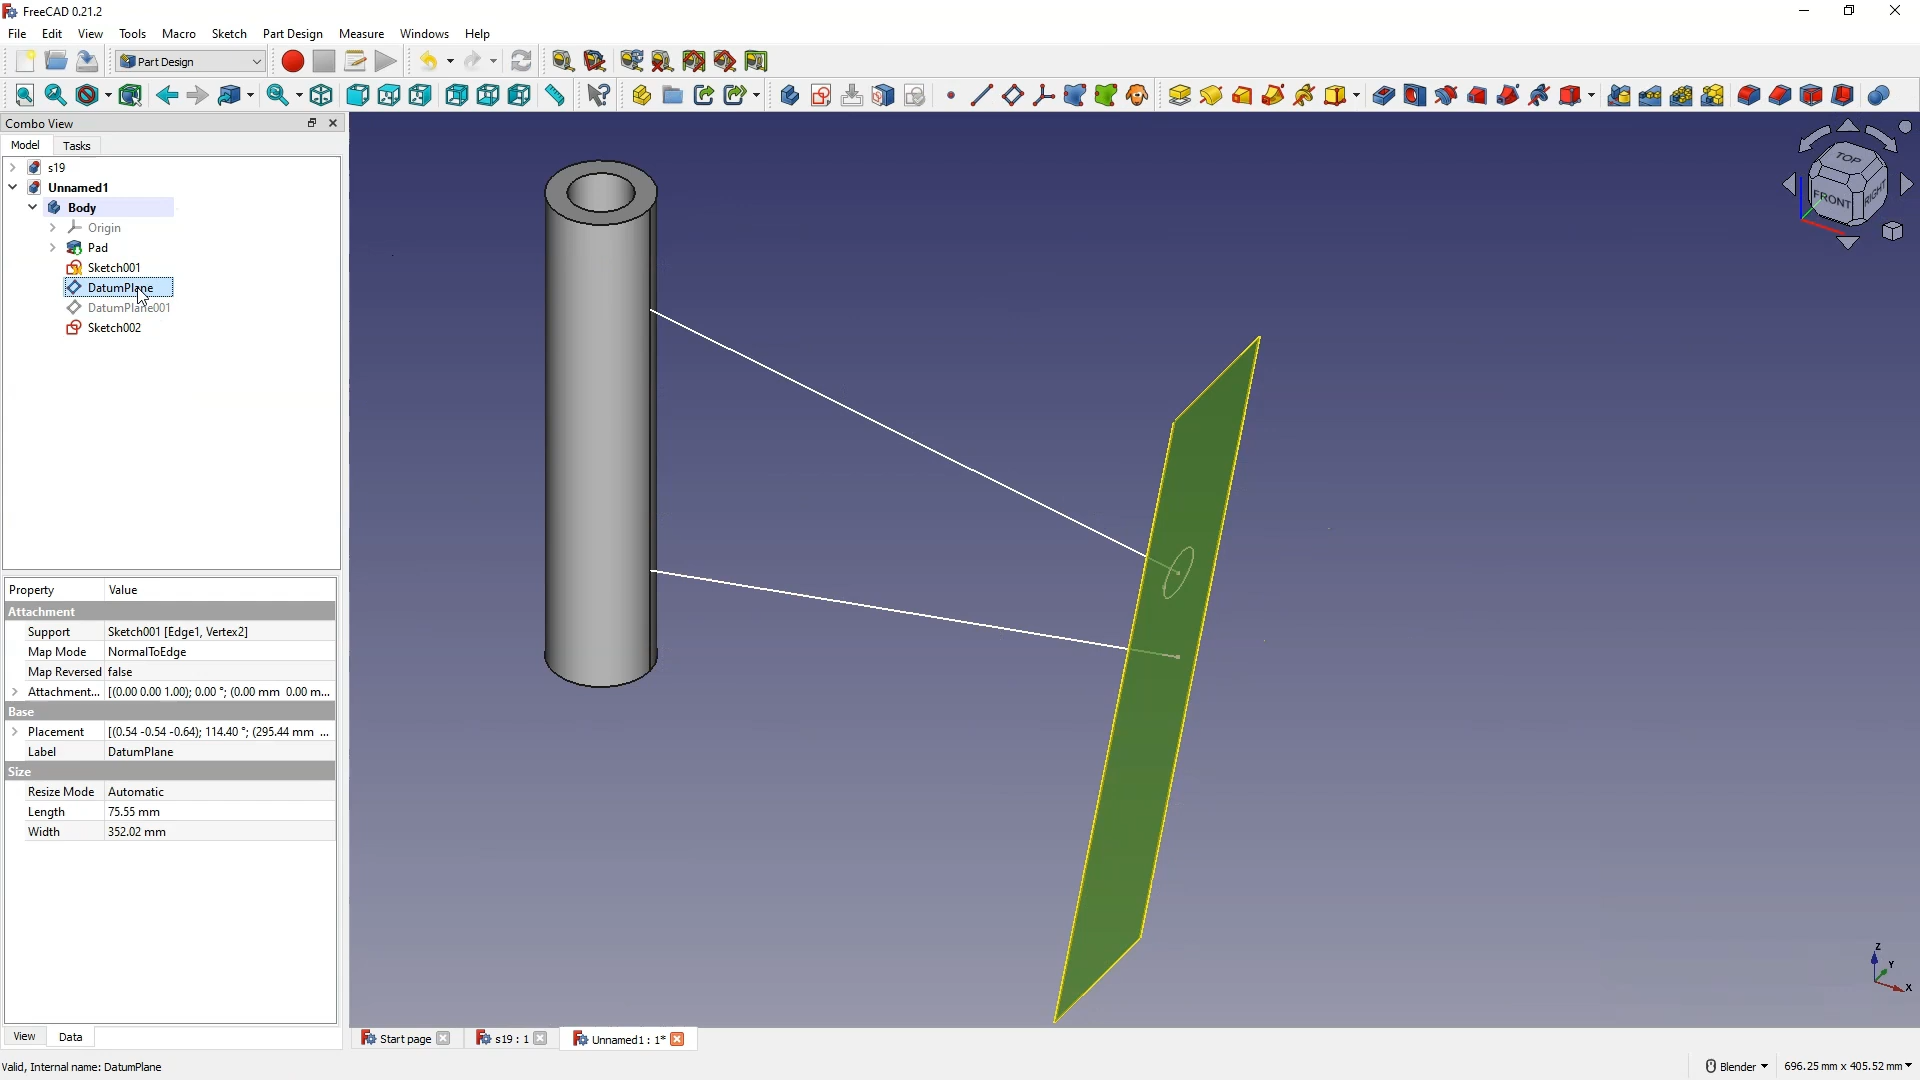 FreeCAD 0.21.2
File Edit View Tools Macro Sketch Part Design Measure Windows Help
Part Design
Combo View
Model Tasks
s19
Unnamed1
Body
Origin
Pad
Sketch001
DatumPlane
DatumPlane001
Sketch002
TOP
FRONT
RIGHT
Property Value
Attachment
Support Sketch001 [Edge1, Vertex2]
Map Mode NormalToEdge
Map Reversed false
Attachment... [(0.00 0.00 1.00); 0.00 °; (0.00 mm 0.00 m...
Base
Placement [(0.54 -0.54 -0.64); 114.40 °; (295.44 mm ...
Label DatumPlane
Size
Resize Mode Automatic
Length 75.55 mm
Width 352.02 mm
Z
Y
X
View Data
Start page s19 : 1 Unnamed1 : 1*
Valid, Internal name: DatumPlane
Blender 696.25 mm x 405.52 mm